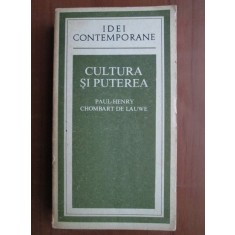 IDEI
CONTEMPORANE
CULTURA
ȘI PUTEREA
PAUL-HENRY
CHOMBART DE LAUWE